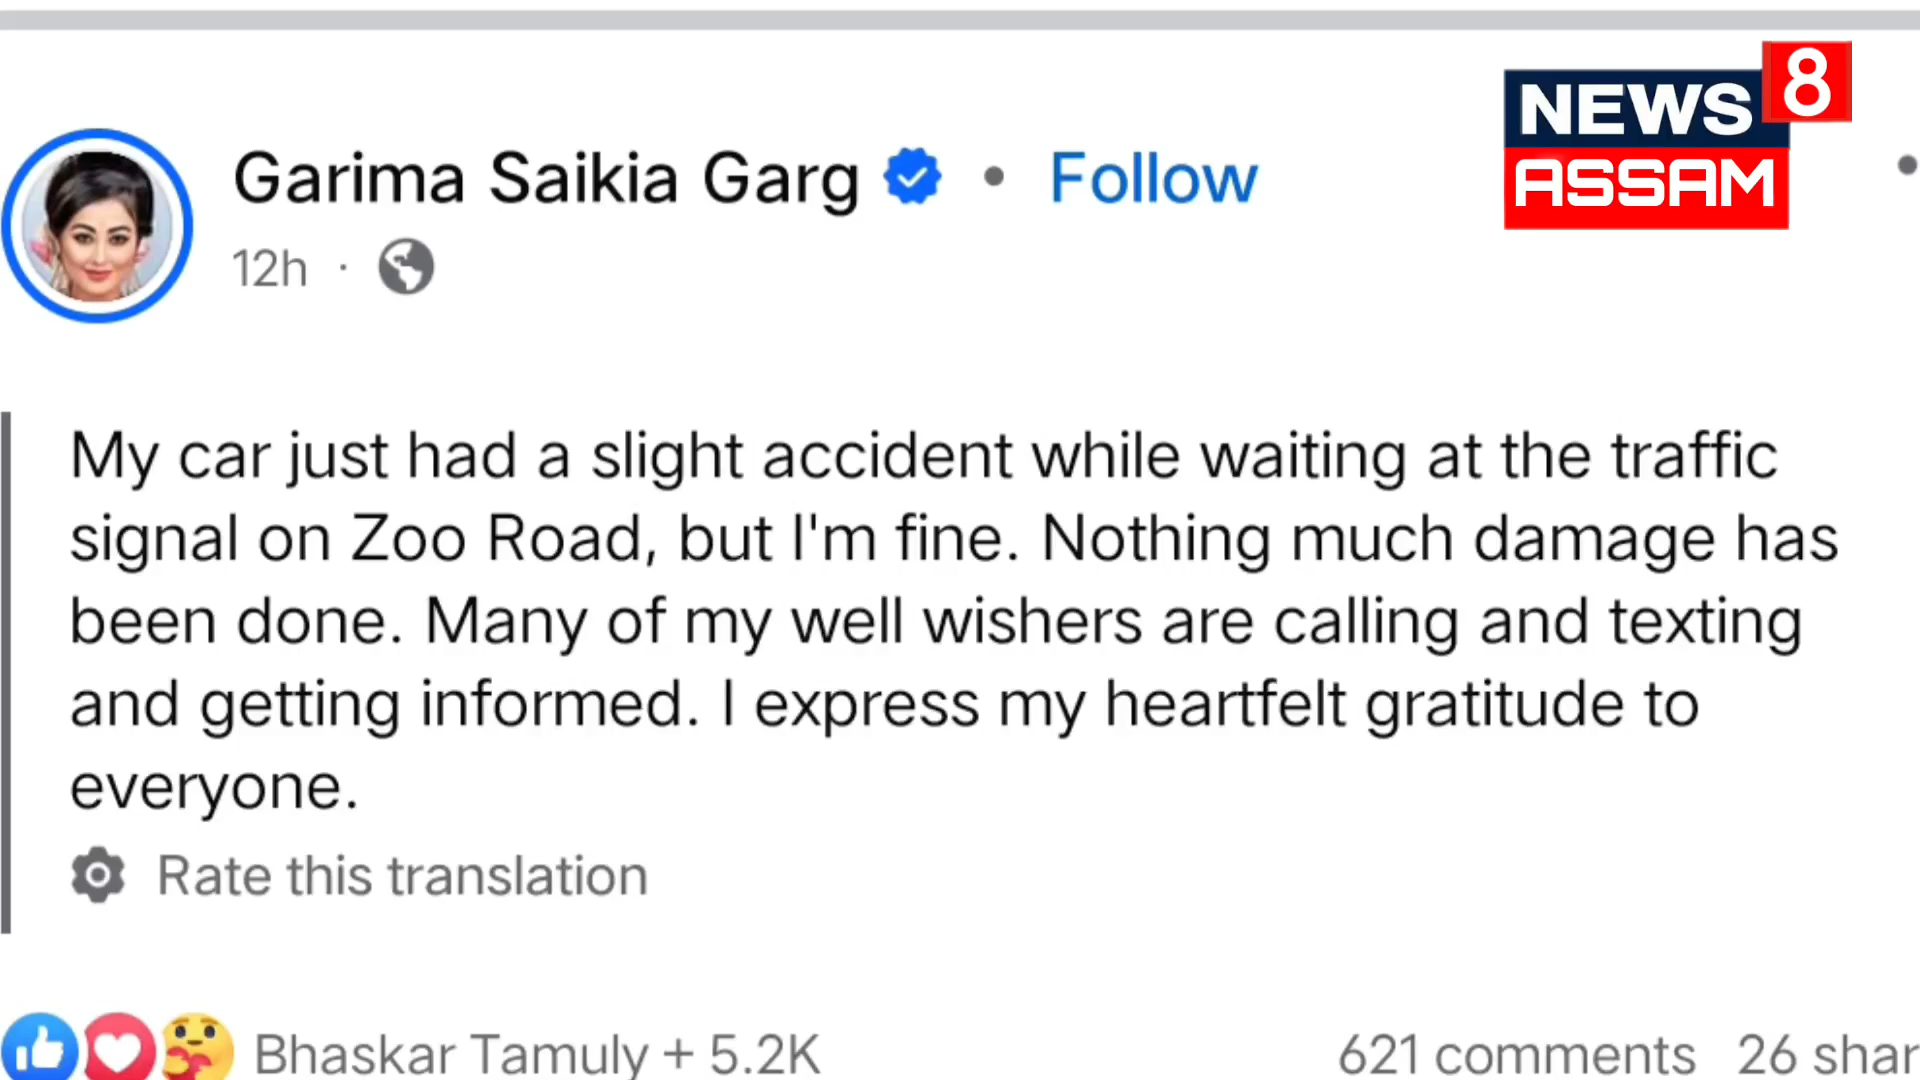 NEWS 8
ASSAM
Garima Saikia Garg • Follow
12h ·
My car just had a slight accident while waiting at the traffic
signal on Zoo Road, but I'm fine. Nothing much damage has
been done. Many of my well wishers are calling and texting
and getting informed. I express my heartfelt gratitude to
everyone.
Rate this translation
Bhaskar Tamuly + 5.2K 621 comments 26 shar